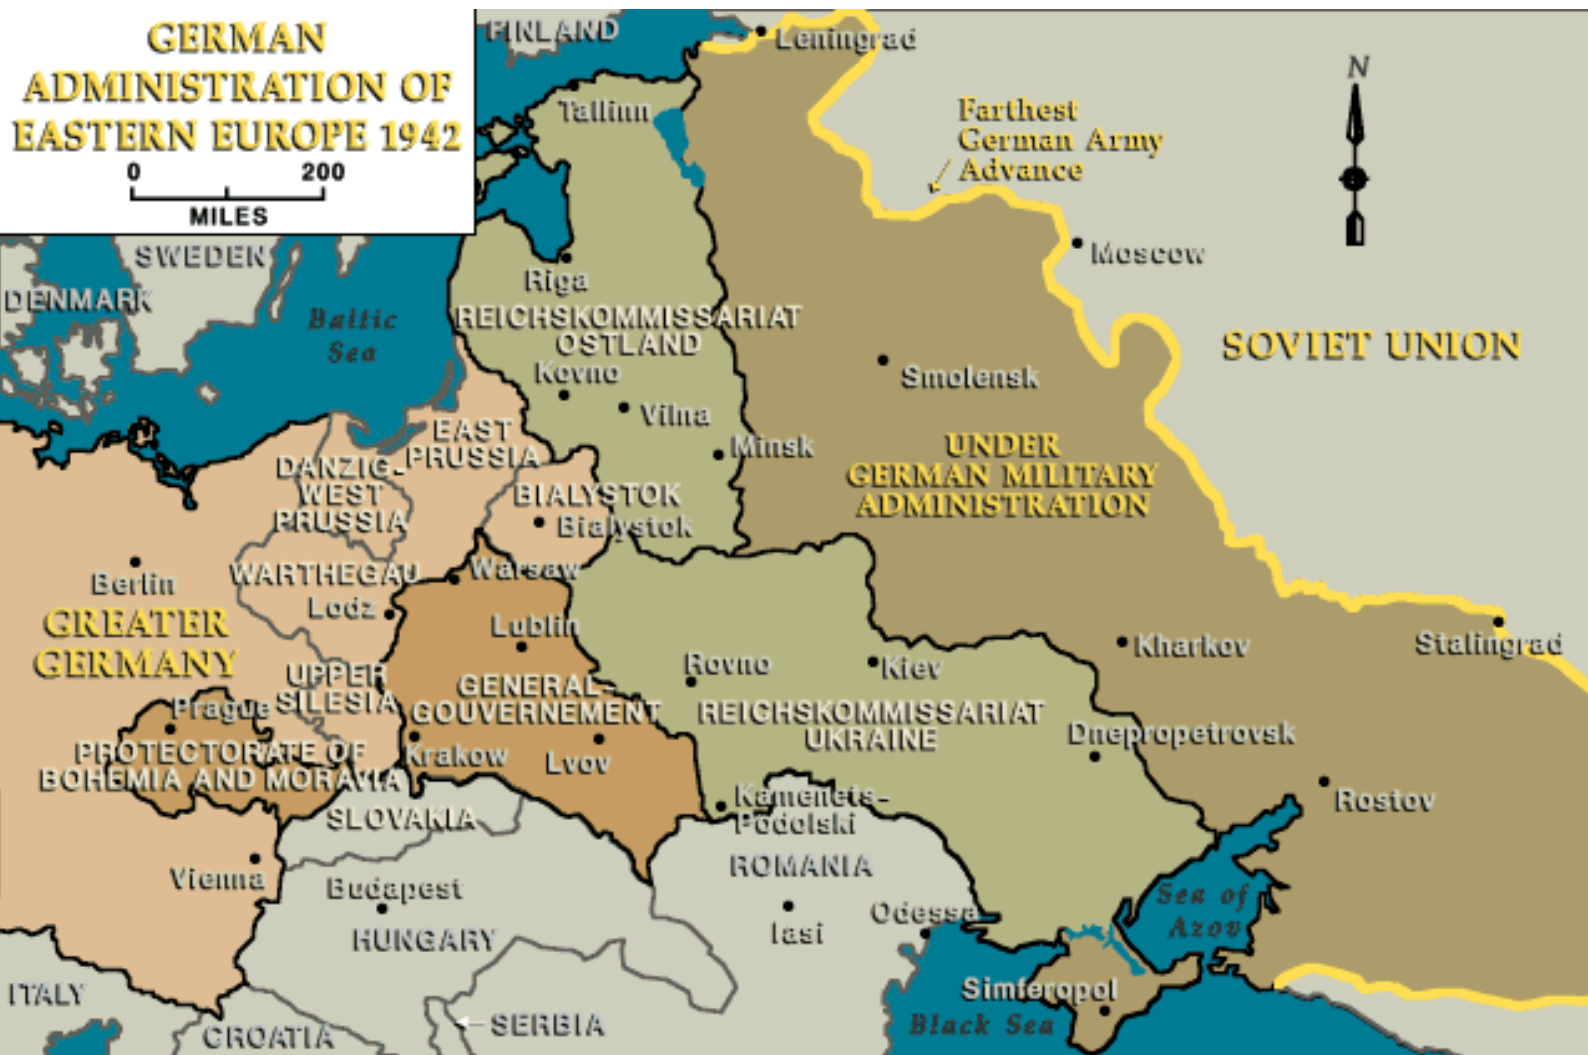 GERMAN
ADMINISTRATION OF
EASTERN EUROPE 1942
0 200
MILES
FINLAND
Leningrad
N
Tallinn
Farthest
German Army
Advance
SWEDEN
Moscow
DENMARK
Riga
Baltic
Sea
REICHSKOMMISSARIAT
OSTLAND
SOVIET UNION
Kovno
Smolensk
Vilna
Minsk
EAST
PRUSSIA
DANZIG-
WEST
PRUSSIA
UNDER
GERMAN MILITARY
ADMINISTRATION
BIALYSTOK
Bialystok
Berlin
WARTHEGAU
Warsaw
Lodz
GREATER
GERMANY
Lublin
Kharkov
Stalingrad
Rovno
Kiev
UPPER
SILESIA
GENERAL-
GOUVERNEMENT
Prague
REICHSKOMMISSARIAT
UKRAINE
Dnepropetrovsk
PROTECTORATE OF
BOHEMIA AND MORAVIA
Krakow
Lvov
Kamenets-
Podolski
Rostov
SLOVAKIA
ROMANIA
Vienna
Budapest
Iasi
Odessa
Sea of
Azov
HUNGARY
ITALY
Simferopol
CROATIA
SERBIA
Black Sea